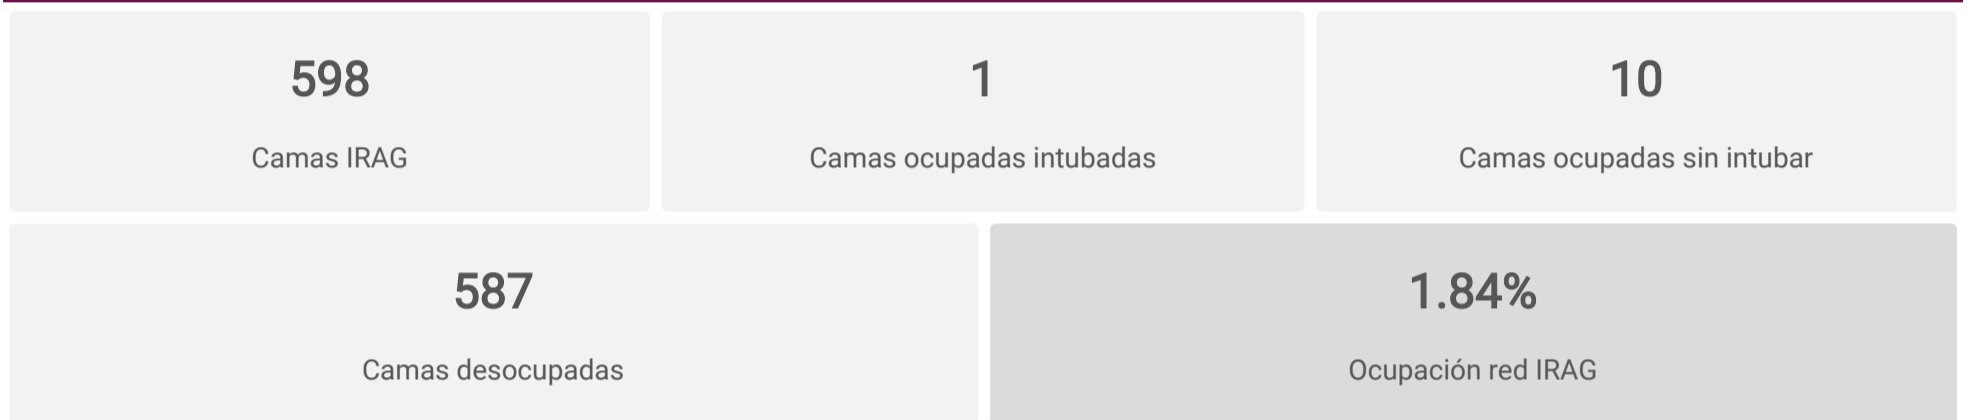 598
Camas IRAG
1
Camas ocupadas intubadas
10
Camas ocupadas sin intubar
587
Camas desocupadas
1.84%
Ocupación red IRAG